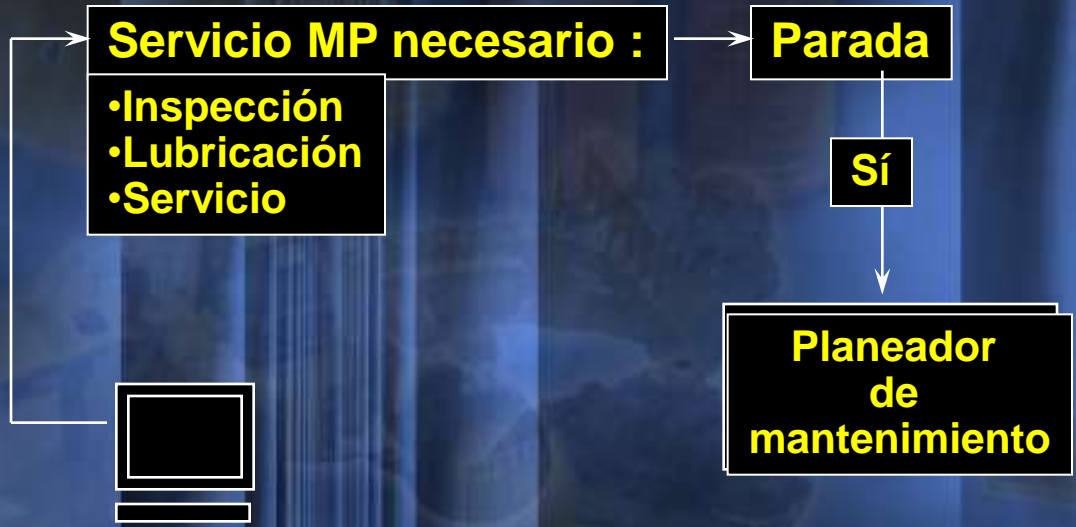 Servicio MP necesario :
•Inspección
•Lubricación
•Servicio
Parada
Sí
Planeador
de
mantenimiento